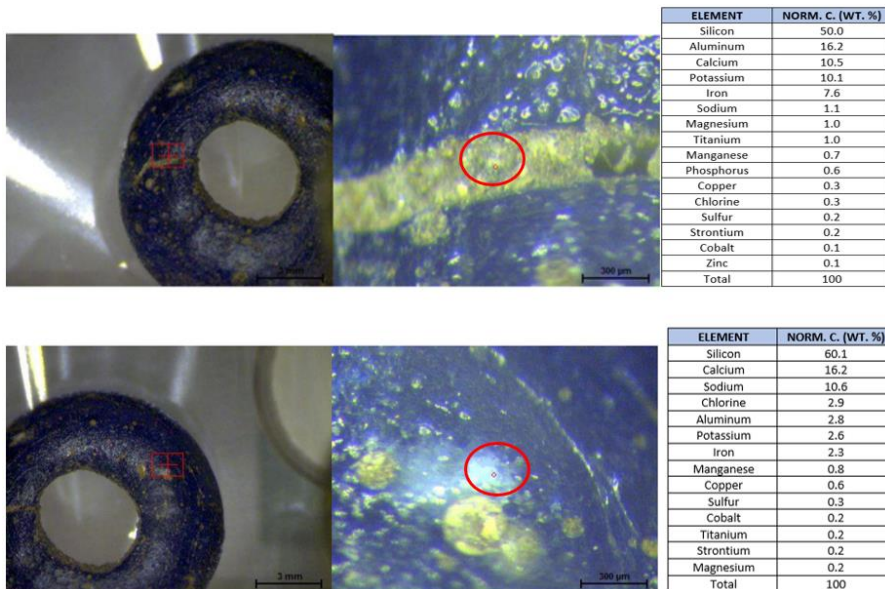 3 mm
300 µm
ELEMENT NORM. C. (WT. %)
Silicon 50.0
Aluminum 16.2
Calcium 10.5
Potassium 10.1
Iron 7.6
Sodium 1.1
Magnesium 1.0
Titanium 1.0
Manganese 0.7
Phosphorus 0.6
Copper 0.3
Chlorine 0.3
Sulfur 0.2
Strontium 0.2
Cobalt 0.1
Zinc 0.1
Total 100
3 mm
300 µm
ELEMENT NORM. C. (WT. %)
Silicon 60.1
Calcium 16.2
Sodium 10.6
Chlorine 2.9
Aluminum 2.8
Potassium 2.6
Iron 2.3
Manganese 0.8
Copper 0.6
Sulfur 0.3
Cobalt 0.2
Titanium 0.2
Strontium 0.2
Magnesium 0.2
Total 100